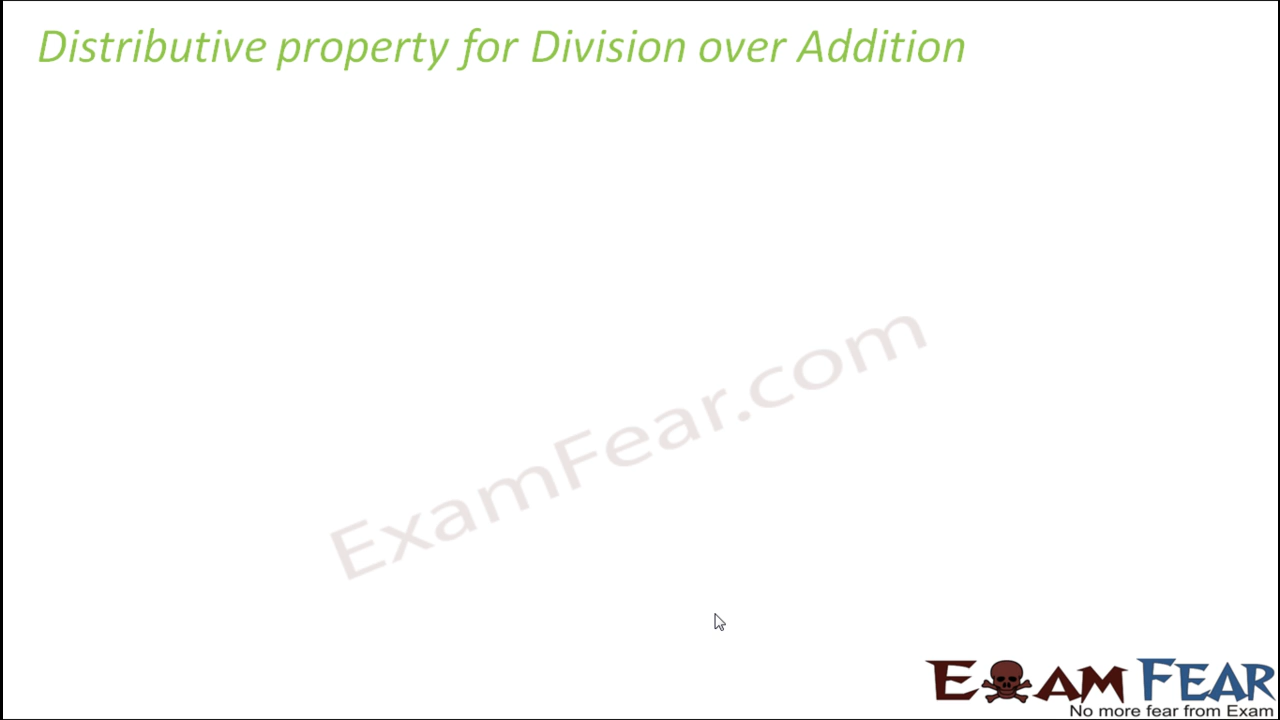 Distributive property for Division over Addition
ExamFear.com
EXAM FEAR
No more fear from Exam